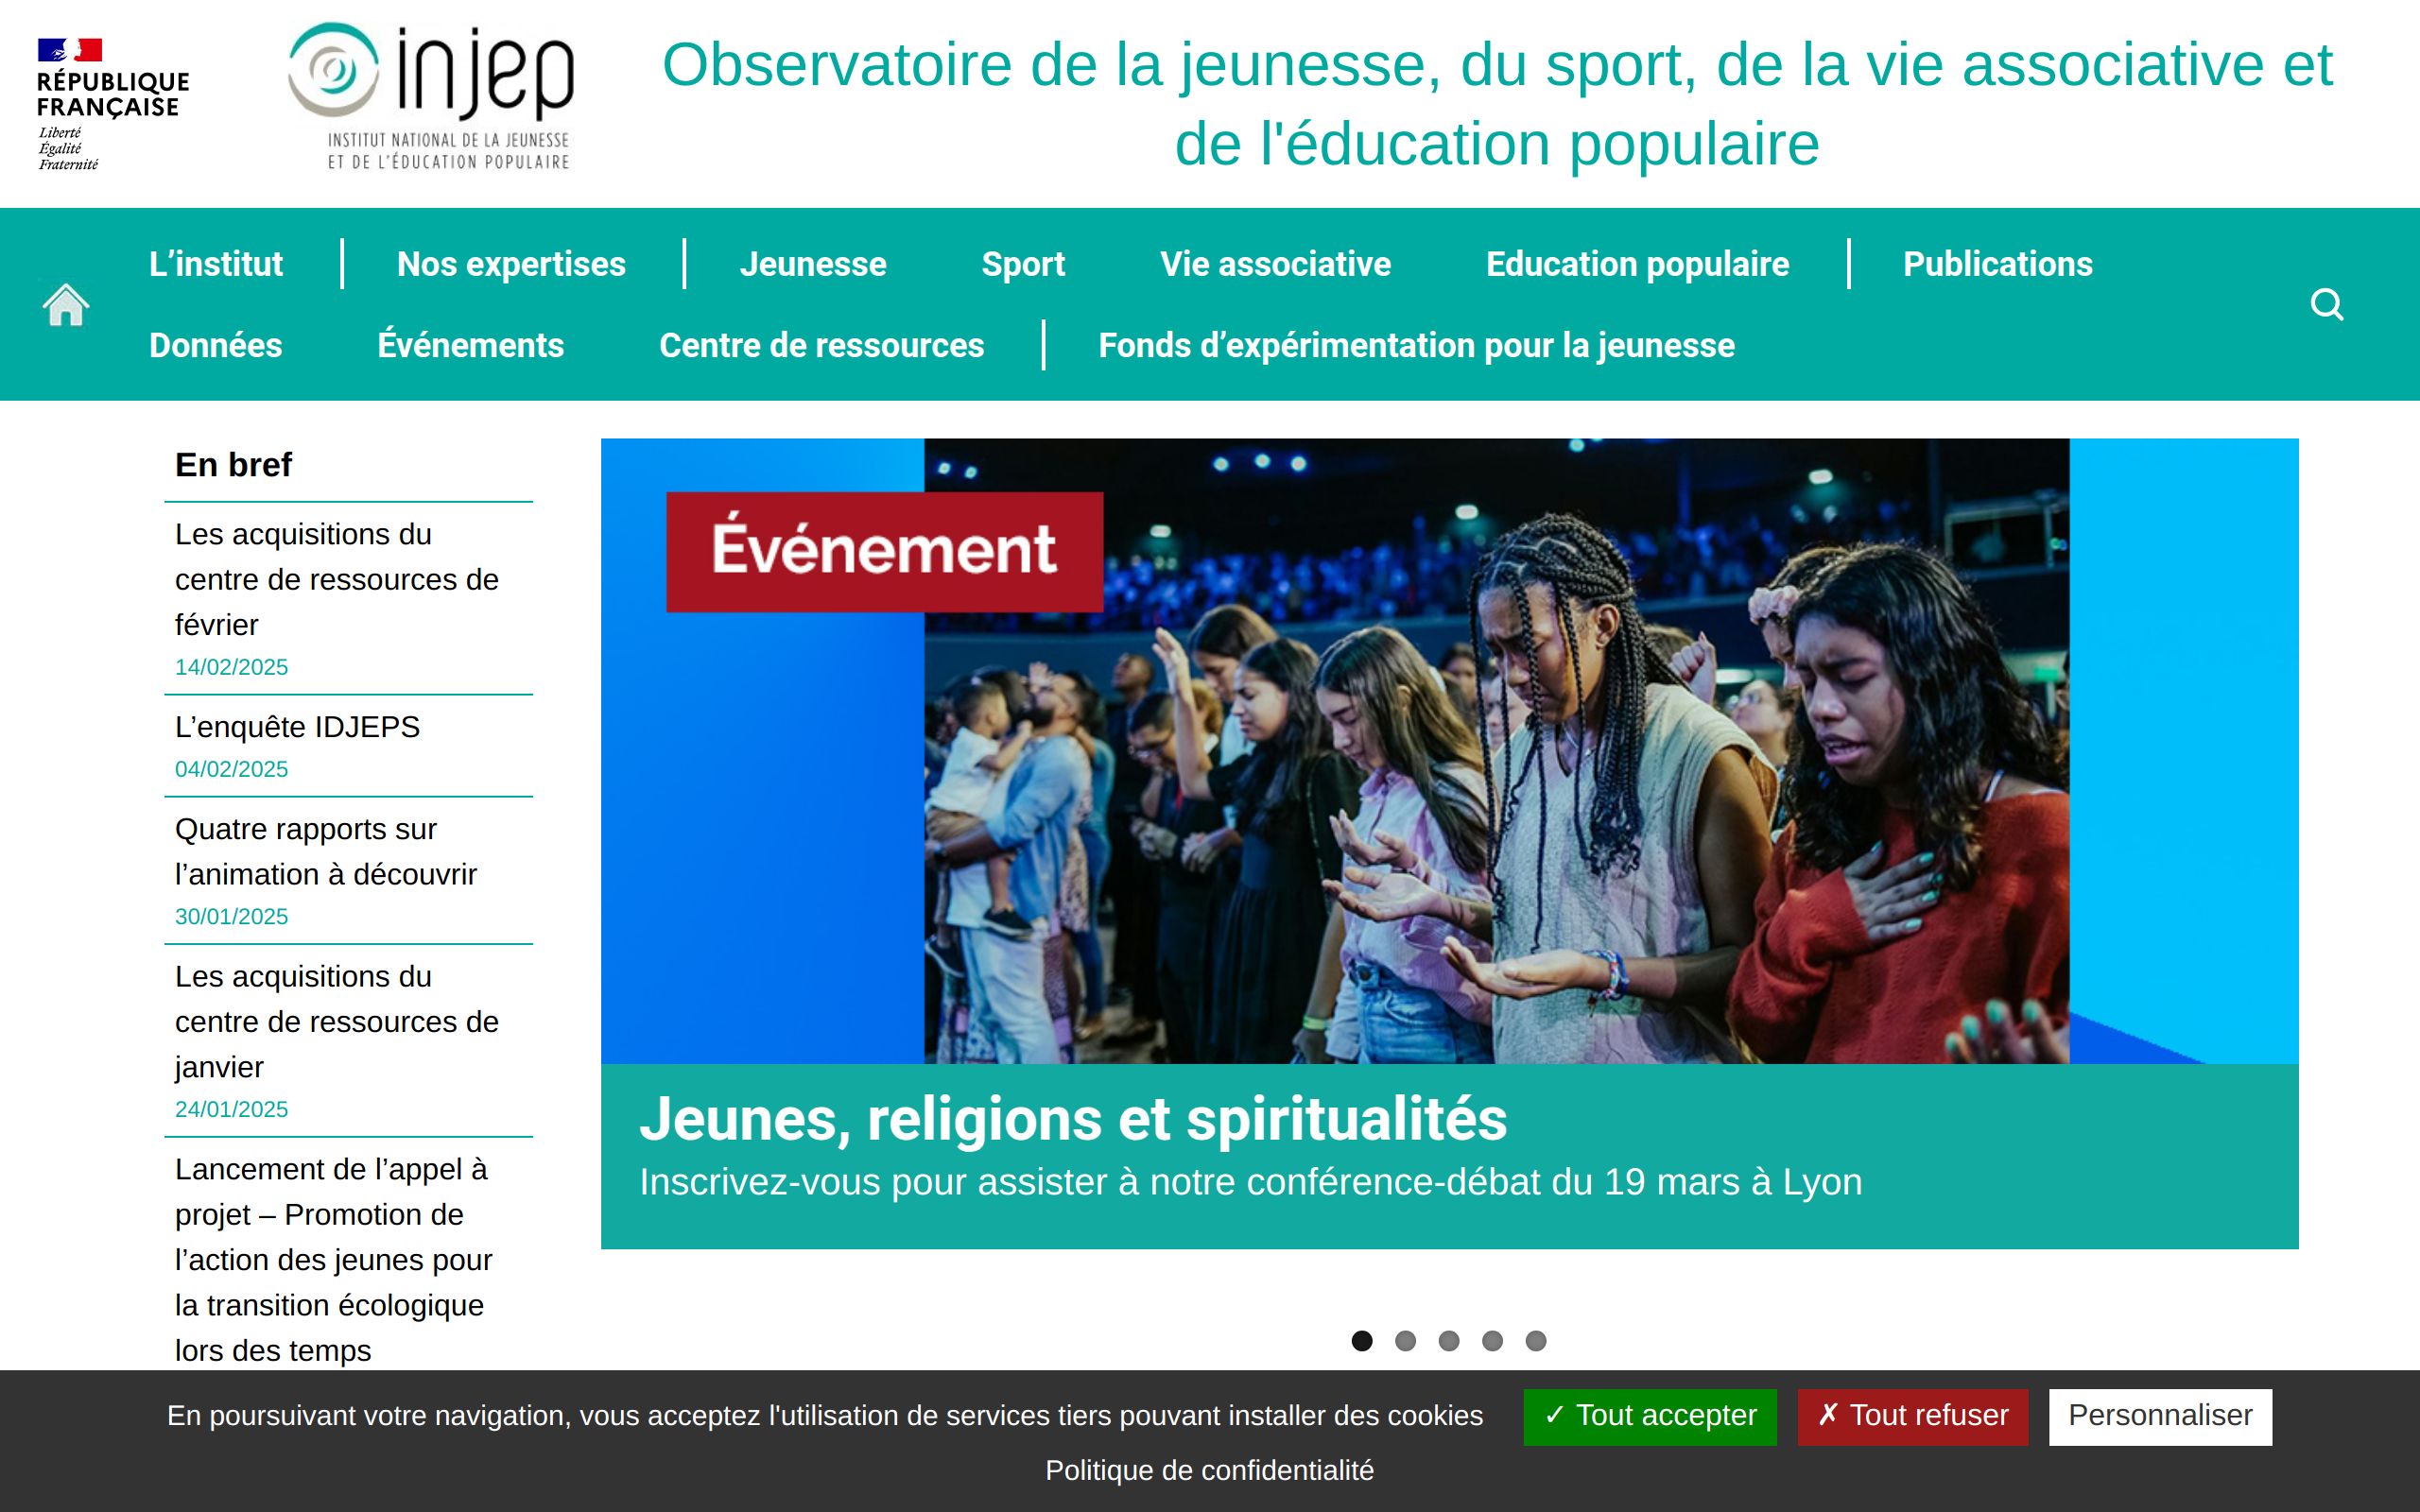 RÉPUBLIQUE
FRANÇAISE
Liberté
Égalité
Fraternité
injep
INSTITUT NATIONAL DE LA JEUNESSE
ET DE L'ÉDUCATION POPULAIRE
Observatoire de la jeunesse, du sport, de la vie associative et
de l'éducation populaire
L’institut
Nos expertises
Jeunesse
Sport
Vie associative
Education populaire
Publications
Données
Événements
Centre de ressources
Fonds d’expérimentation pour la jeunesse
En bref
Les acquisitions du
centre de ressources de
février
14/02/2025
L’enquête IDJEPS
04/02/2025
Quatre rapports sur
l’animation à découvrir
30/01/2025
Les acquisitions du
centre de ressources de
janvier
24/01/2025
Lancement de l’appel à
projet – Promotion de
l’action des jeunes pour
la transition écologique
lors des temps
Événement
Jeunes, religions et spiritualités
Inscrivez-vous pour assister à notre conférence-débat du 19 mars à Lyon
En poursuivant votre navigation, vous acceptez l'utilisation de services tiers pouvant installer des cookies
✓ Tout accepter
✗ Tout refuser
Personnaliser
Politique de confidentialité